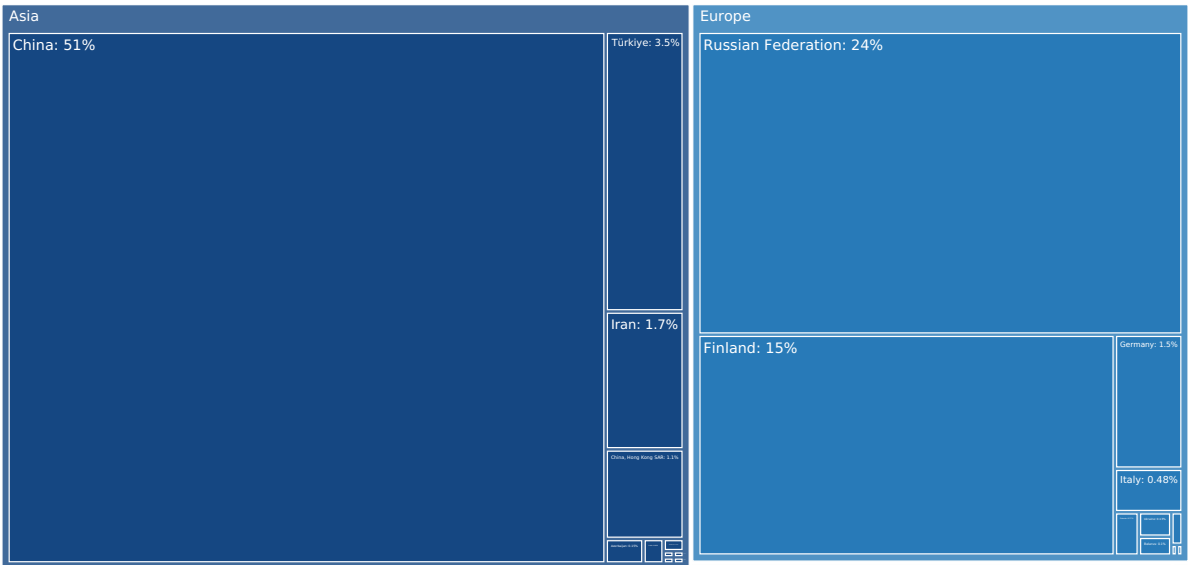 Asia
China: 51%
Türkiye: 3.5%
Iran: 1.7%
China, Hong Kong SAR: 1.1%
Europe
Russian Federation: 24%
Finland: 15%
Germany: 1.5%
Italy: 0.48%